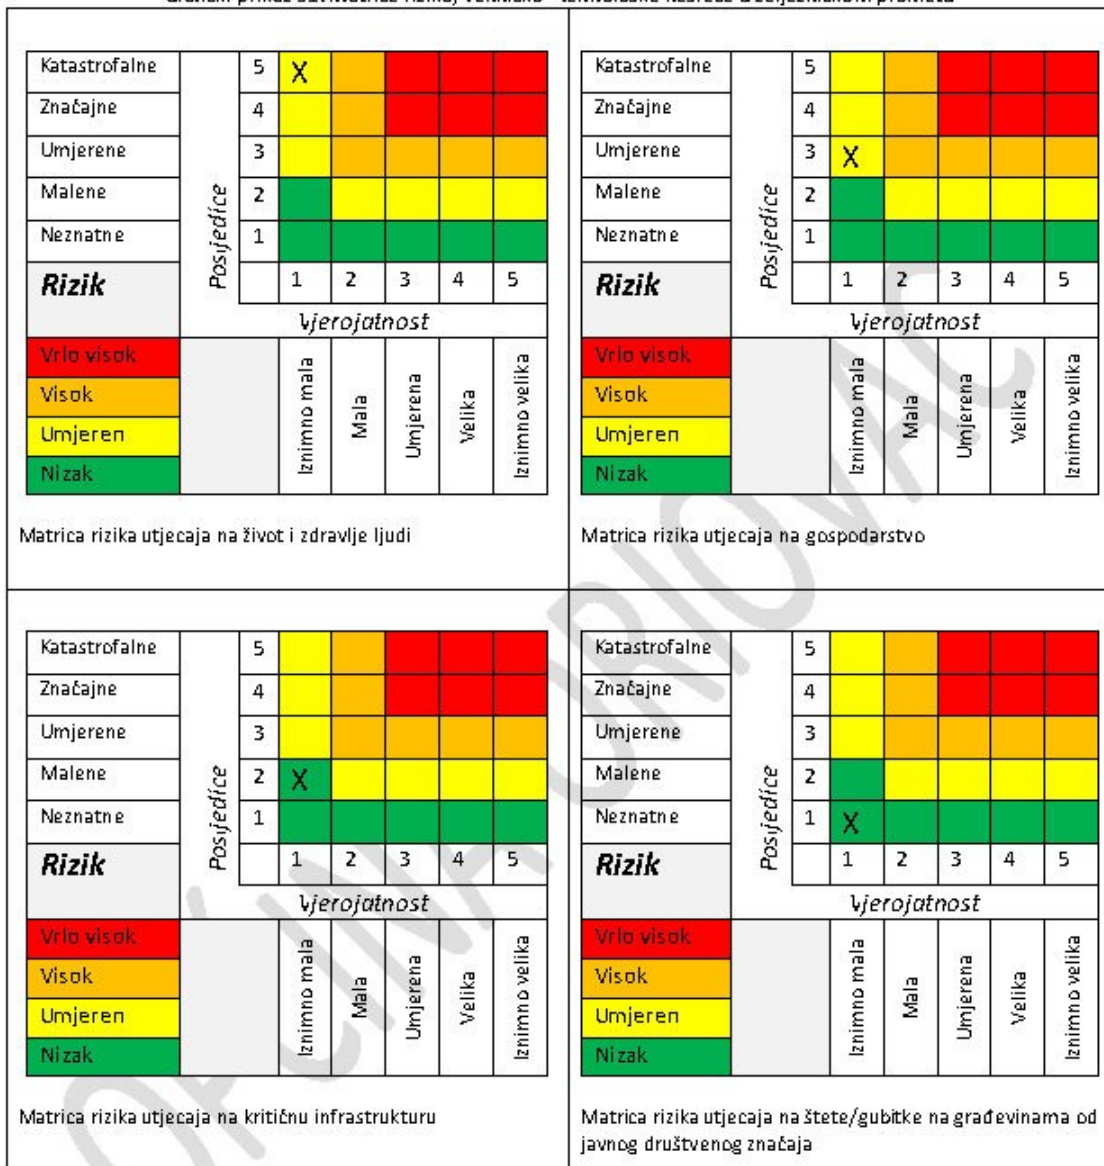 Katastrofalne
Značajne
Umjerene
Malene
Neznatne
Rizik
Posljedice
5 X
4
3
2
1
1 2 3 4 5
Vjerojatnost
Vrlo visok
Visok
Umjeren
Nizak
Iznimno mala
Mala
Umjerena
Velika
Iznimno velika
Matrica rizika utjecaja na život i zdravlje ljudi
Katastrofalne
Značajne
Umjerene
Malene
Neznatne
Rizik
Posljedice
5
4
3 X
2
1
1 2 3 4 5
Vjerojatnost
Vrlo visok
Visok
Umjeren
Nizak
Iznimno mala
Mala
Umjerena
Velika
Iznimno velika
Matrica rizika utjecaja na gospodarstvo
Katastrofalne
Značajne
Umjerene
Malene
Neznatne
Rizik
Posljedice
5
4
3
2 X
1
1 2 3 4 5
Vjerojatnost
Vrlo visok
Visok
Umjeren
Nizak
Iznimno mala
Mala
Umjerena
Velika
Iznimno velika
Matrica rizika utjecaja na kritičnu infrastrukturu
Katastrofalne
Značajne
Umjerene
Malene
Neznatne
Rizik
Posljedice
5
4
3
2
1 X
1 2 3 4 5
Vjerojatnost
Vrlo visok
Visok
Umjeren
Nizak
Iznimno mala
Mala
Umjerena
Velika
Iznimno velika
Matrica rizika utjecaja na štete/gubitke na građevinama od
javnog društvenog značaja
OPĆINA ORIOVAC